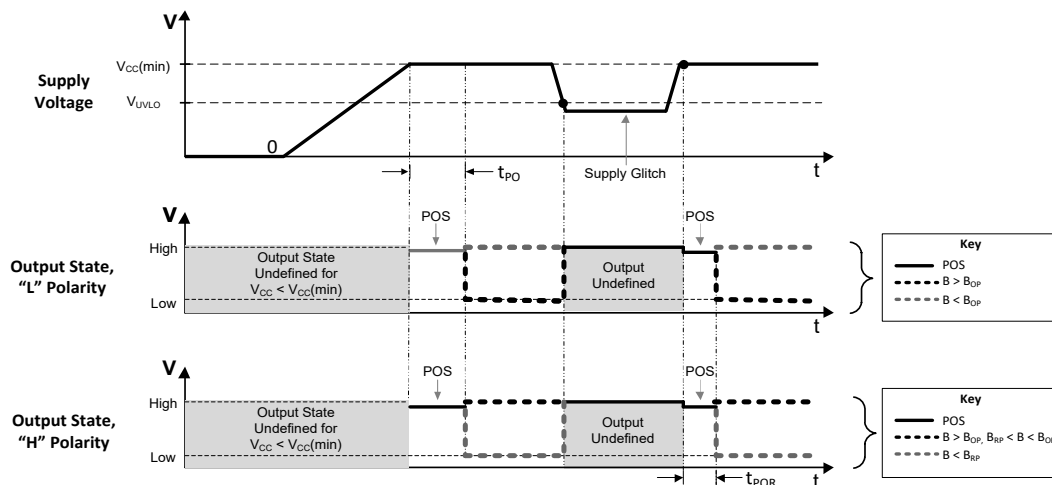 V
Supply
Voltage
VCC(min)
VUVLO
0
t
tPO
Supply Glitch
V
POS
POS
Output State,
"L" Polarity
High
Low
Output State
Undefined for
VCC < VCC(min)
Output
Undefined
t
Key
POS
B > BOP
B < BOP
V
POS
POS
Output State,
"H" Polarity
High
Low
Output State
Undefined for
VCC < VCC(min)
Output
Undefined
t
tPOR
Key
POS
B > BOP, BRP < B <
B < BRP